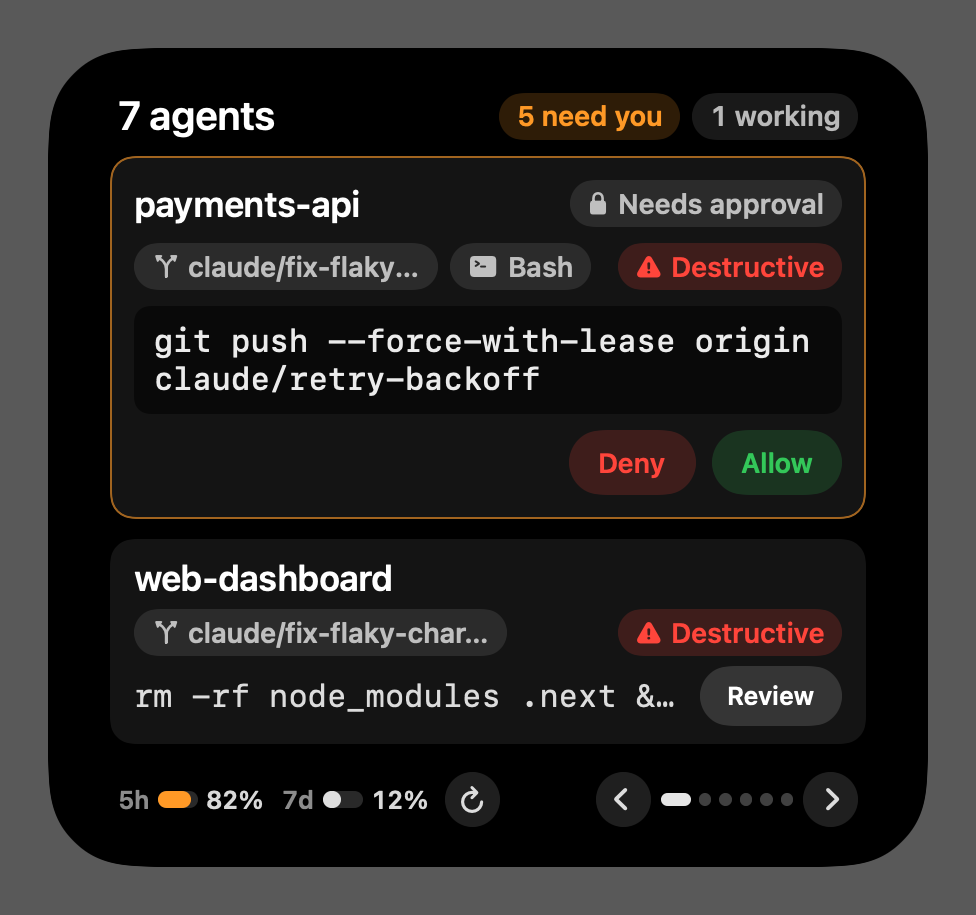 7 agents
5 need you
1 working
payments-api
Needs approval
claude/fix-flaky...
Bash
Destructive
git push --force-with-lease origin
claude/retry-backoff
Deny
Allow
web-dashboard
claude/fix-flaky-char...
Destructive
rm -rf node_modules .next &...
Review
5h 82% 7d 12%